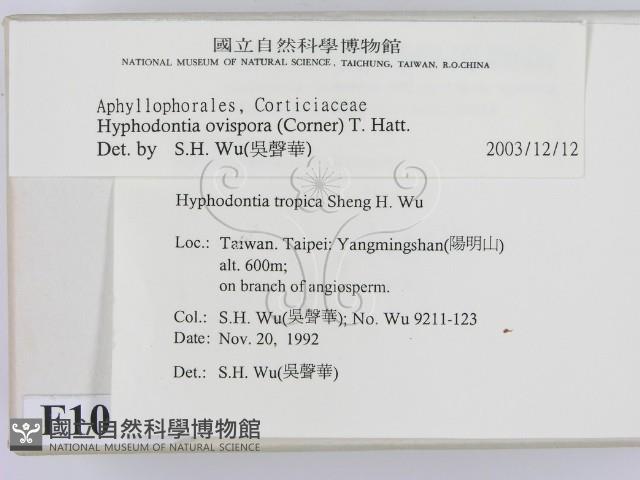 國立自然科學博物館
NATIONAL MUSEUM OF NATURAL SCIENCE, TAICHUNG, TAIWAN, R.O.CHINA
Aphyllophorales, Corticiaceae
Hyphodontia ovispora (Corner) T. Hatt.
Det. by S.H. Wu(吳聲華) 2003/12/12
Hyphodontia tropica Sheng H. Wu
Loc.: Taiwan. Taipei: Yangmingshan(陽明山)
alt. 600m;
on branch of angiosperm.
Col.: S.H. Wu(吳聲華); No. Wu 9211-123
Date: Nov. 20, 1992
Det.: S.H. Wu(吳聲華)
F10
國立自然科學博物館
NATIONAL MUSEUM OF NATURAL SCIENCE